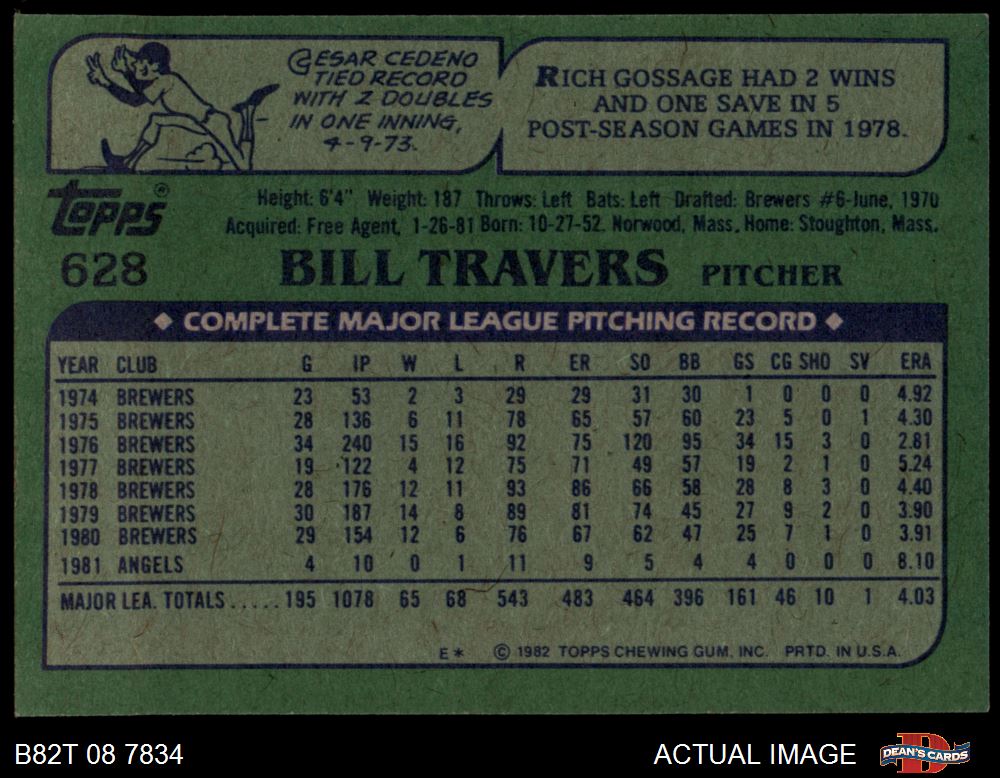 CESAR CEDENO
TIED RECORD
WITH 2 DOUBLES
IN ONE INNING,
4-9-73.
RICH GOSSAGE HAD 2 WINS
AND ONE SAVE IN 5
POST-SEASON GAMES IN 1978.
Topps®
Height: 6'4" Weight: 187 Throws: Left Bats: Left Drafted: Brewers #6-June, 1970
Acquired: Free Agent, 1-26-81 Born: 10-27-52, Norwood, Mass. Home: Stoughton, Mass.
628 BILL TRAVERS PITCHER
◆ COMPLETE MAJOR LEAGUE PITCHING RECORD ◆
YEAR CLUB G IP W L R ER SO BB GS CG SHO SV ERA
1974 BREWERS 23 53 2 3 29 29 31 30 1 0 0 0 4.92
1975 BREWERS 28 136 6 11 78 65 57 60 23 5 0 1 4.30
1976 BREWERS 34 240 15 16 92 75 120 95 34 15 3 0 2.81
1977 BREWERS 19 122 4 12 75 71 49 57 19 2 1 0 5.24
1978 BREWERS 28 176 12 11 93 86 66 58 28 8 3 0 4.40
1979 BREWERS 30 187 14 8 89 81 74 45 27 9 2 0 3.90
1980 BREWERS 29 154 12 6 76 67 62 47 25 7 1 0 3.91
1981 ANGELS 4 10 0 1 11 9 5 4 4 0 0 0 8.10
MAJOR LEA. TOTALS.....195 1078 65 68 543 483 464 396 161 46 10 1 4.03
E* © 1982 TOPPS CHEWING GUM, INC. PRTD. IN U.S.A.
B82T 08 7834 ACTUAL IMAGE DEAN'S CARDS